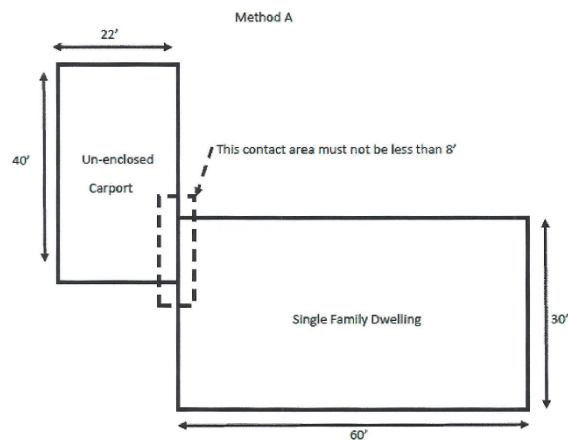 Method A
22'
40'
Un-enclosed
Carport
This contact area must not be less than 8'
Single Family Dwelling
30'
60'